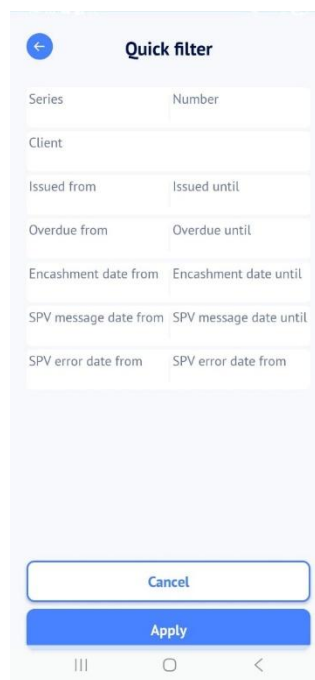 Quick filter
Series Number
Client
Issued from Issued until
Overdue from Overdue until
Encashment date from Encashment date until
SPV message date from SPV message date until
SPV error date from SPV error date from
Cancel
Apply